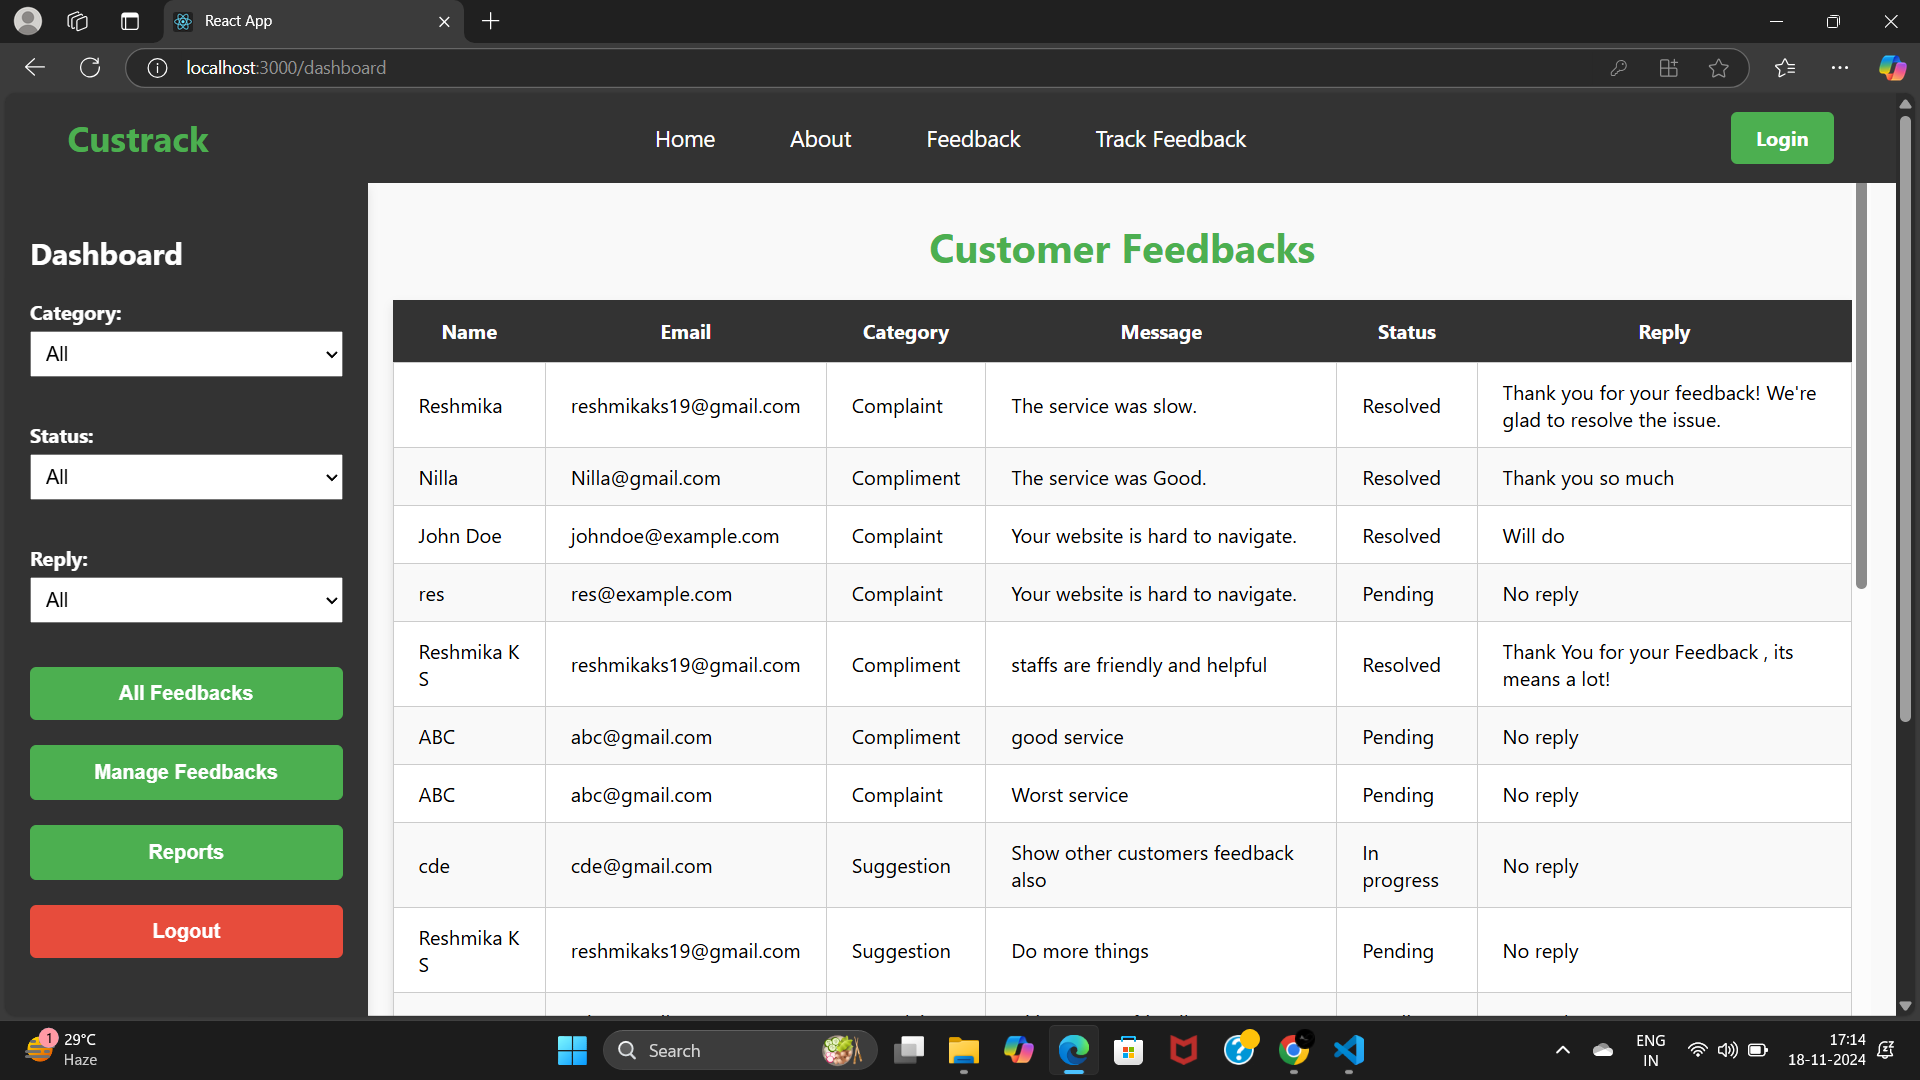 React App
localhost:3000/dashboard
Custrack
Home About Feedback Track Feedback
Login
Dashboard
Category:
All
Status:
All
Reply:
All
All Feedbacks
Manage Feedbacks
Reports
Logout
Customer Feedbacks
Name Email Category Message Status Reply
Reshmika reshmikaks19@gmail.com Complaint The service was slow. Resolved Thank you for your feedback! We're
glad to resolve the issue.
Nilla Nilla@gmail.com Compliment The service was Good. Resolved Thank you so much
John Doe johndoe@example.com Complaint Your website is hard to navigate. Resolved Will do
res res@example.com Complaint Your website is hard to navigate. Pending No reply
Reshmika K
S reshmikaks19@gmail.com Compliment staffs are friendly and helpful Resolved Thank You for your Feedback , its
means a lot!
ABC abc@gmail.com Compliment good service Pending No reply
ABC abc@gmail.com Complaint Worst service Pending No reply
cde cde@gmail.com Suggestion Show other customers feedback
also In
progress No reply
Reshmika K
S reshmikaks19@gmail.com Suggestion Do more things Pending No reply
1
29°C
Haze
Search
ENG
IN
17:14
18-11-2024